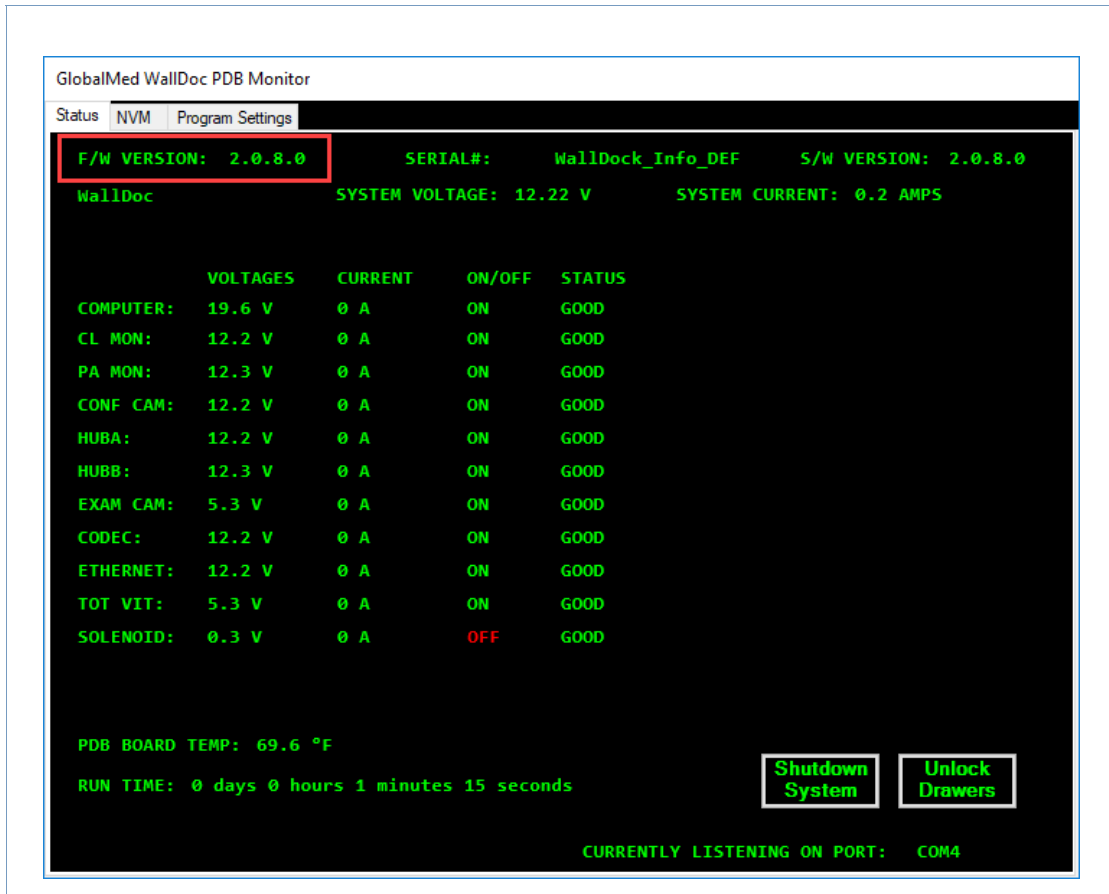 GlobalMed WallDoc PDB Monitor
Status NVM Program Settings
F/W VERSION: 2.0.8.0 SERIAL#: WallDock_Info_DEF S/W VERSION: 2.0.8.0
WallDoc SYSTEM VOLTAGE: 12.22 V SYSTEM CURRENT: 0.2 AMPS
VOLTAGES CURRENT ON/OFF STATUS
COMPUTER: 19.6 V 0 A ON GOOD
CL MON: 12.2 V 0 A ON GOOD
PA MON: 12.3 V 0 A ON GOOD
CONF CAM: 12.2 V 0 A ON GOOD
HUBA: 12.2 V 0 A ON GOOD
HUBB: 12.3 V 0 A ON GOOD
EXAM CAM: 5.3 V 0 A ON GOOD
CODEC: 12.2 V 0 A ON GOOD
ETHERNET: 12.2 V 0 A ON GOOD
TOT VIT: 5.3 V 0 A ON GOOD
SOLENOID: 0.3 V 0 A OFF GOOD
PDB BOARD TEMP: 69.6 °F
RUN TIME: 0 days 0 hours 1 minutes 15 seconds
Shutdown
System
Unlock
Drawers
CURRENTLY LISTENING ON PORT: COM4